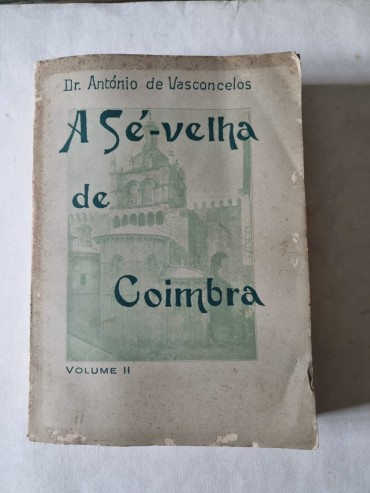 Dr. António de Vasconcelos
A Sé-velha
de
Coimbra
VOLUME II